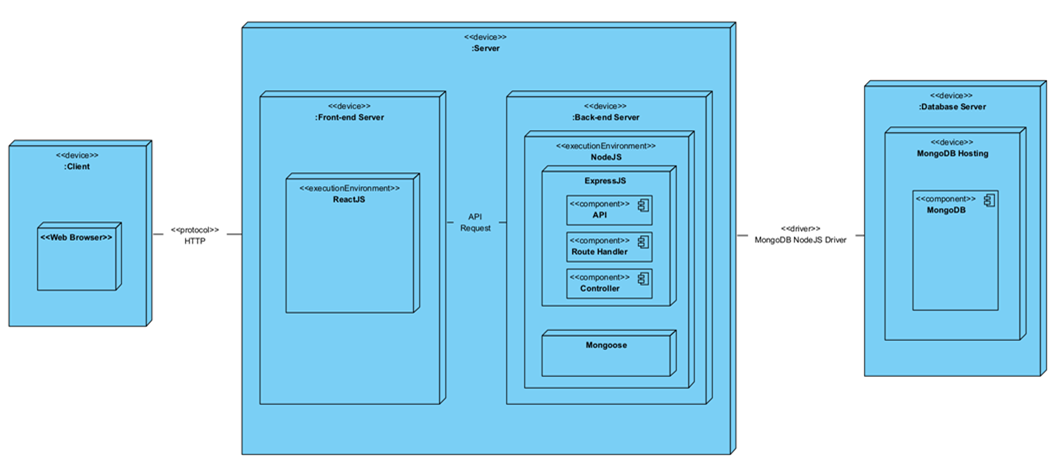 <<device>>
:Server
<<device>>
:Client
<<Web Browser>>
<<protocol>>
HTTP
<<device>>
:Front-end Server
<<executionEnvironment>>
ReactJS
API
Request
<<device>>
:Back-end Server
<<executionEnvironment>>
NodeJS
ExpressJS
<<component>>
API
<<component>>
Route Handler
<<component>>
Controller
Mongoose
<<driver>>
MongoDB NodeJS Driver
<<device>>
:Database Server
<<device>>
MongoDB Hosting
<<component>>
MongoDB